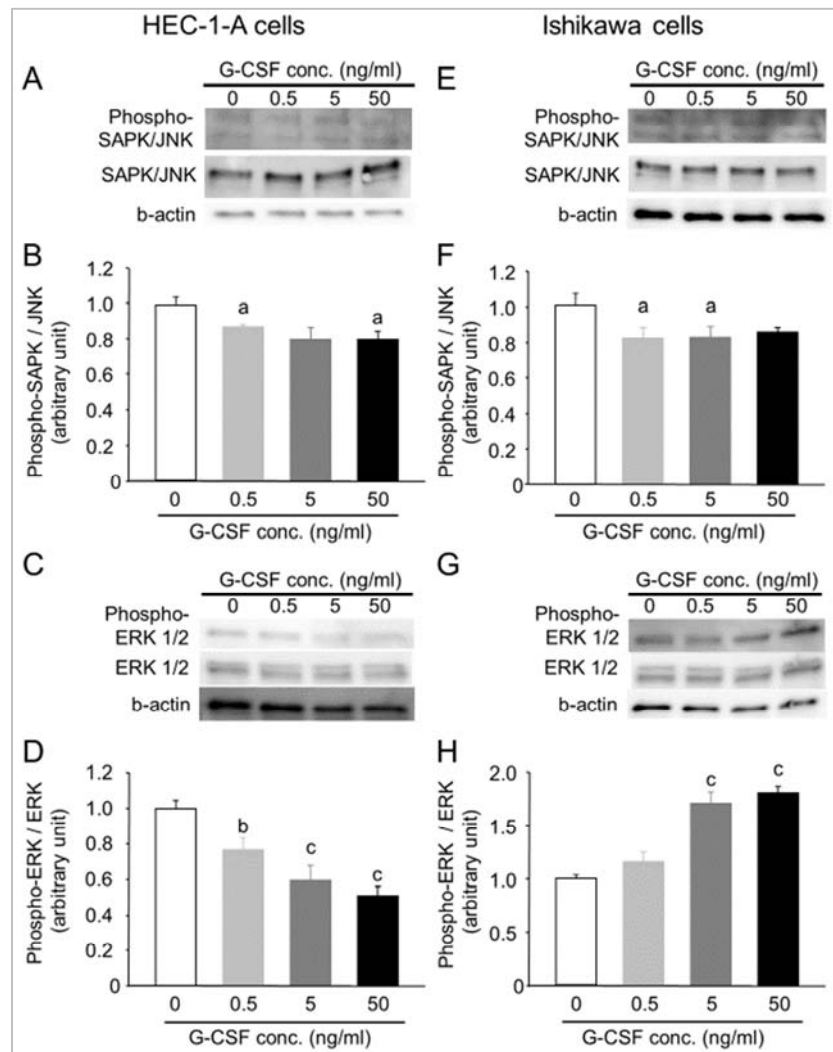 HEC-1-A cells
A
G-CSF conc. (ng/ml)
0 0.5 5 50
Phospho-
SAPK/JNK
SAPK/JNK
b-actin
B
Phospho-SAPK / JNK
(arbitrary unit)
1.2
1.0
0.8
0.6
0.4
0.2
0
a a
0 0.5 5 50
G-CSF conc. (ng/ml)
C
G-CSF conc. (ng/ml)
0 0.5 5 50
Phospho-
ERK 1/2
ERK 1/2
b-actin
D
Phospho-ERK / ERK
(arbitrary unit)
1.2
1.0
0.8
0.6
0.4
0.2
0
b c c
0 0.5 5 50
G-CSF conc. (ng/ml)
Ishikawa cells
E
G-CSF conc. (ng/ml)
0 0.5 5 50
Phospho-
SAPK/JNK
SAPK/JNK
b-actin
F
Phospho-SAPK / JNK
(arbitrary unit)
1.2
1.0
0.8
0.6
0.4
0.2
0
a a
0 0.5 5 50
G-CSF conc. (ng/ml)
G
G-CSF conc. (ng/ml)
0 0.5 5 50
Phospho-
ERK 1/2
ERK 1/2
b-actin
H
Phospho-ERK / ERK
(arbitrary unit)
2.0
1.5
1.0
0.5
0
c c
0 0.5 5 50
G-CSF conc. (ng/ml)